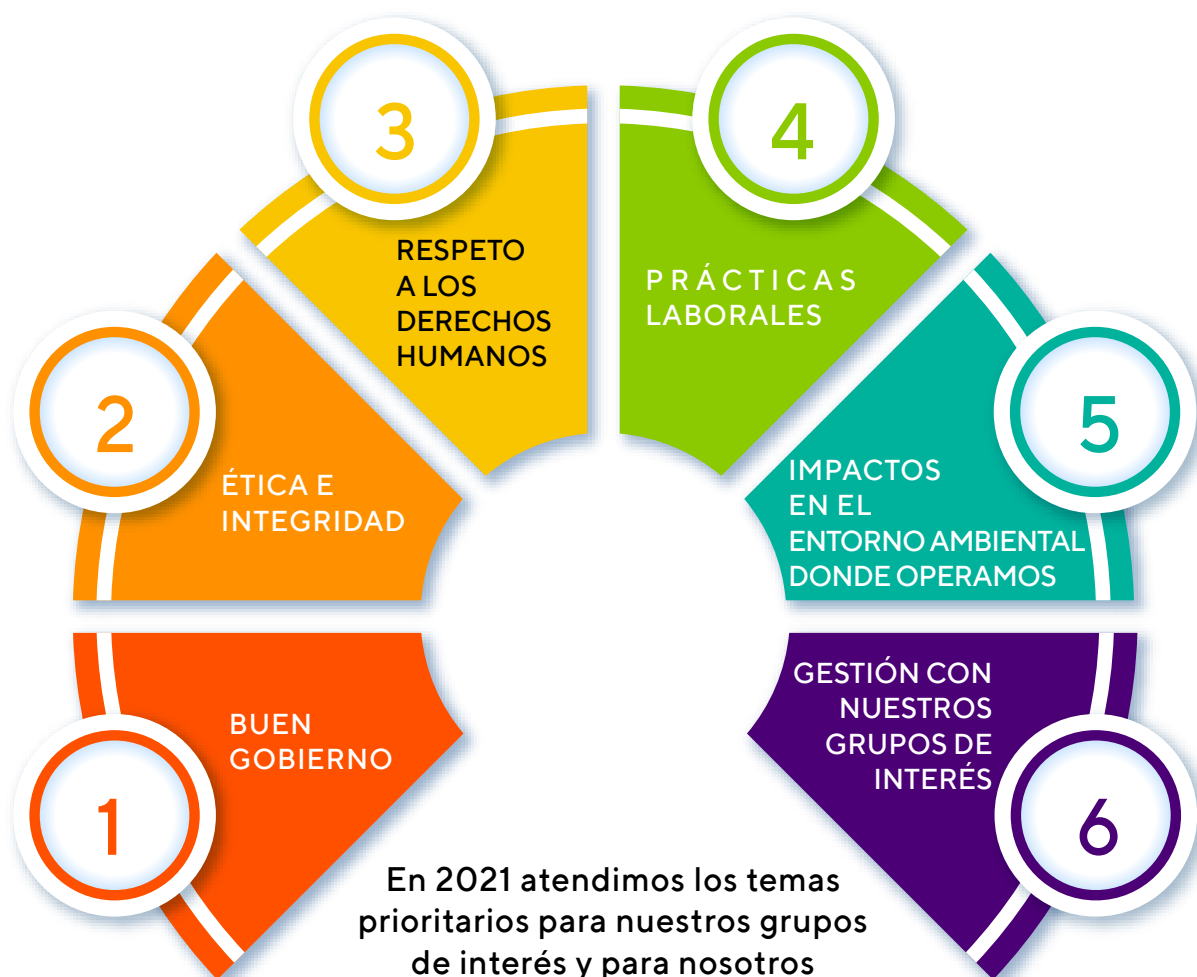 1
BUEN
GOBIERNO
2
ÉTICA E
INTEGRIDAD
3
RESPETO
A LOS
DERECHOS
HUMANOS
4
PRÁCTICAS
LABORALES
5
IMPACTOS
EN EL
ENTORNO AMBIENTAL
DONDE OPERAMOS
6
GESTIÓN CON
NUESTROS
GRUPOS DE
INTERÉS
En 2021 atendimos los temas
prioritarios para nuestros grupos
de interés y para nosotros